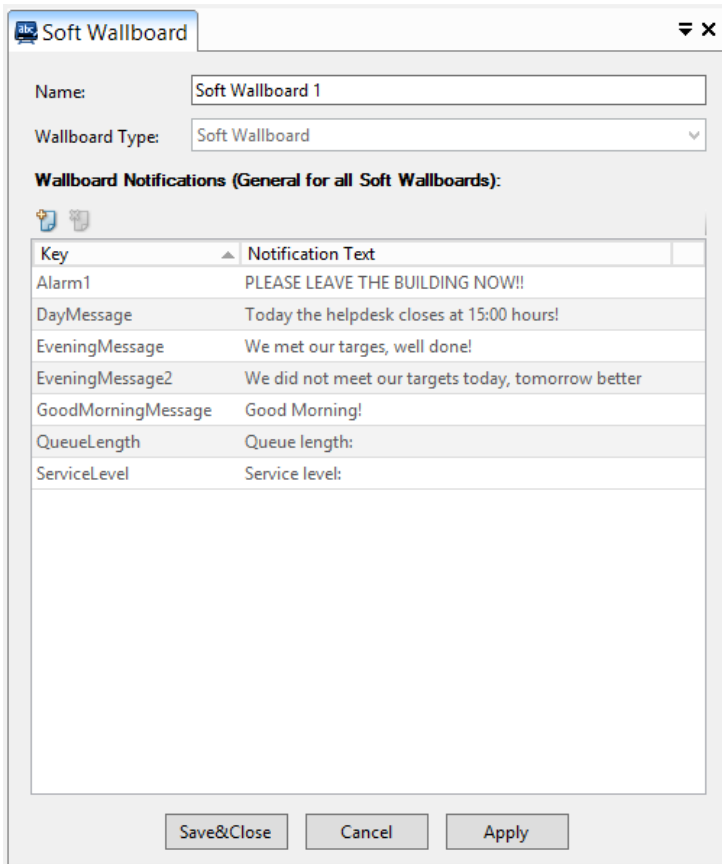 abc Soft Wallboard
Name: Soft Wallboard 1
Wallboard Type: Soft Wallboard
Wallboard Notifications (General for all Soft Wallboards):
Key Notification Text
Alarm1 PLEASE LEAVE THE BUILDING NOW!!
DayMessage Today the helpdesk closes at 15:00 hours!
EveningMessage We met our targes, well done!
EveningMessage2 We did not meet our targets today, tomorrow better
GoodMorningMessage Good Morning!
QueueLength Queue length:
ServiceLevel Service level:
Save&Close Cancel Apply